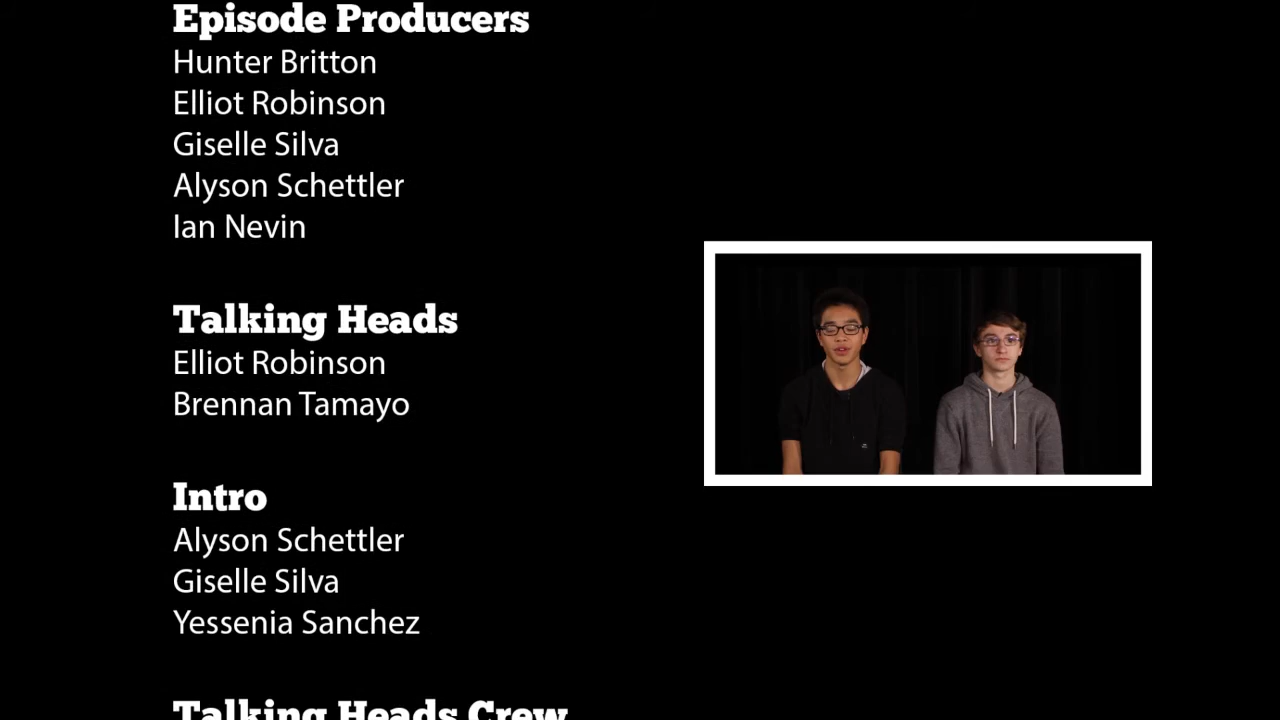 Episode Producers
Hunter Britton
Elliot Robinson
Giselle Silva
Alyson Schettler
Ian Nevin
Talking Heads
Elliot Robinson
Brennan Tamayo
Intro
Alyson Schettler
Giselle Silva
Yessenia Sanchez
Talking Heads Crew